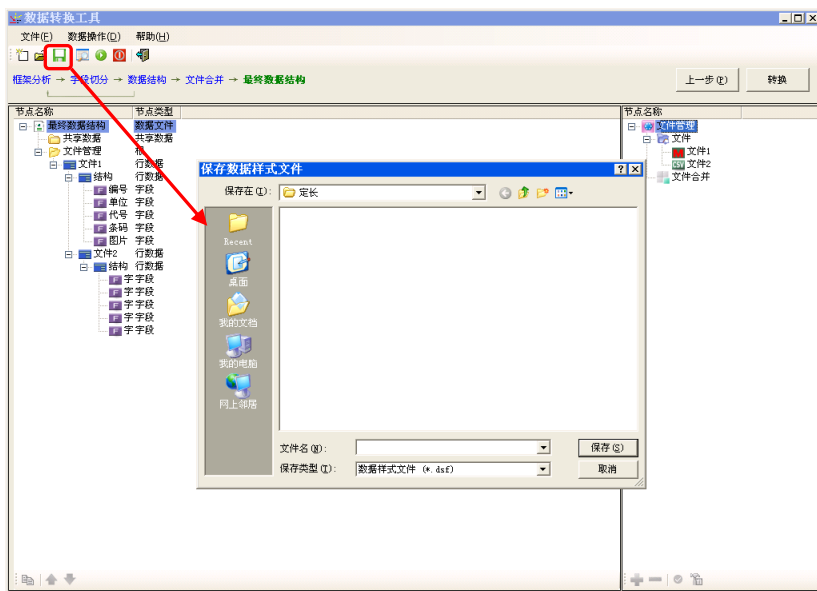 数据转换工具
文件(F) 数据操作(D) 帮助(H)
框架分析 → 字段切分 → 数据结构 → 文件合并 → 最终数据结构
上一步(P) 转换
节点名称 节点类型
最终数据结构 数据文件
共享数据 共享数据
文件管理 根
文件1 行数据
结构 行数据
编号 字段
单位 字段
代号 字段
条码 字段
图片 字段
文件2 行数据
结构 行数据
字 字段
字 字段
字 字段
字 字段
字 字段
节点名称
文件管理
文件
文件1
文件2
文件合并
保存数据样式文件
保存在(I): 定长
Recent
桌面
我的文档
我的电脑
网上邻居
文件名(N): 保存(S)
保存类型(T): 数据样式文件 (*.dsf) 取消